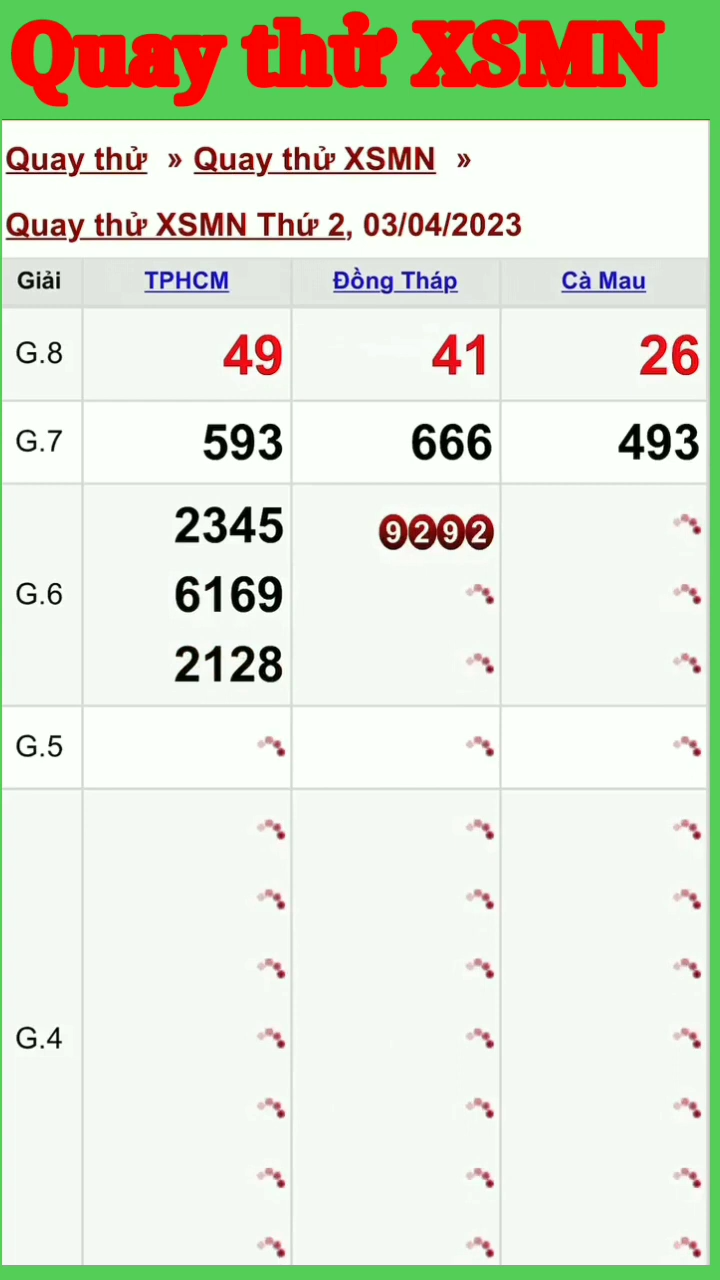 Quay thử XSMN
Quay thử » Quay thử XSMN »
Quay thử XSMN Thứ 2, 03/04/2023
Giải TPHCM Đồng Tháp Cà Mau
G.8 49 41 26
G.7 593 666 493
2345 9292
G.6 6169
2128
G.5
G.4